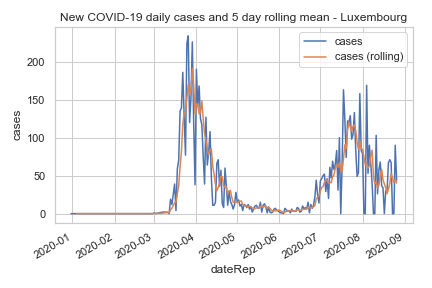 New COVID-19 daily cases and 5 day rolling mean - Luxembourg
cases
cases (rolling)
200
150
100
50
0
cases
2020-01
2020-02
2020-03
2020-04
2020-05
2020-06
2020-07
2020-08
2020-09
dateRep